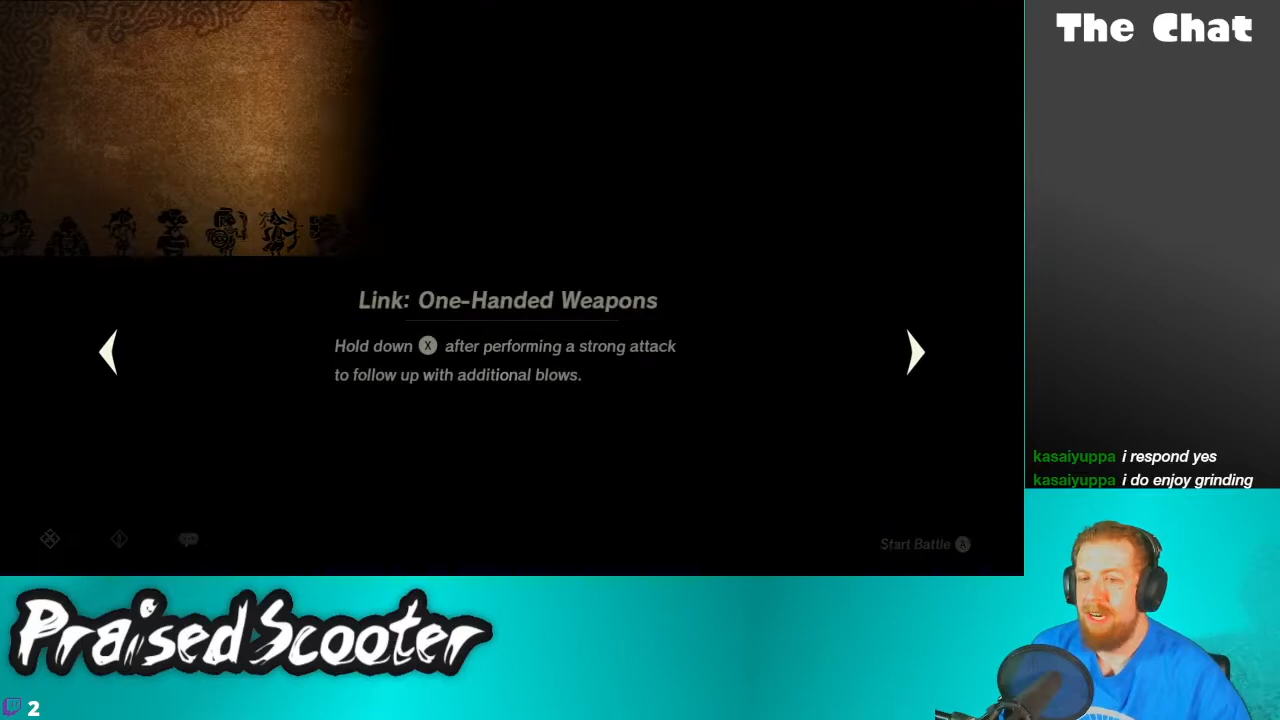 The Chat
Link: One-Handed Weapons
Hold down X after performing a strong attack
to follow up with additional blows.
kasaiyuppa i respond yes
kasaiyuppa i do enjoy grinding
Start Battle A
PraisedScooter
2